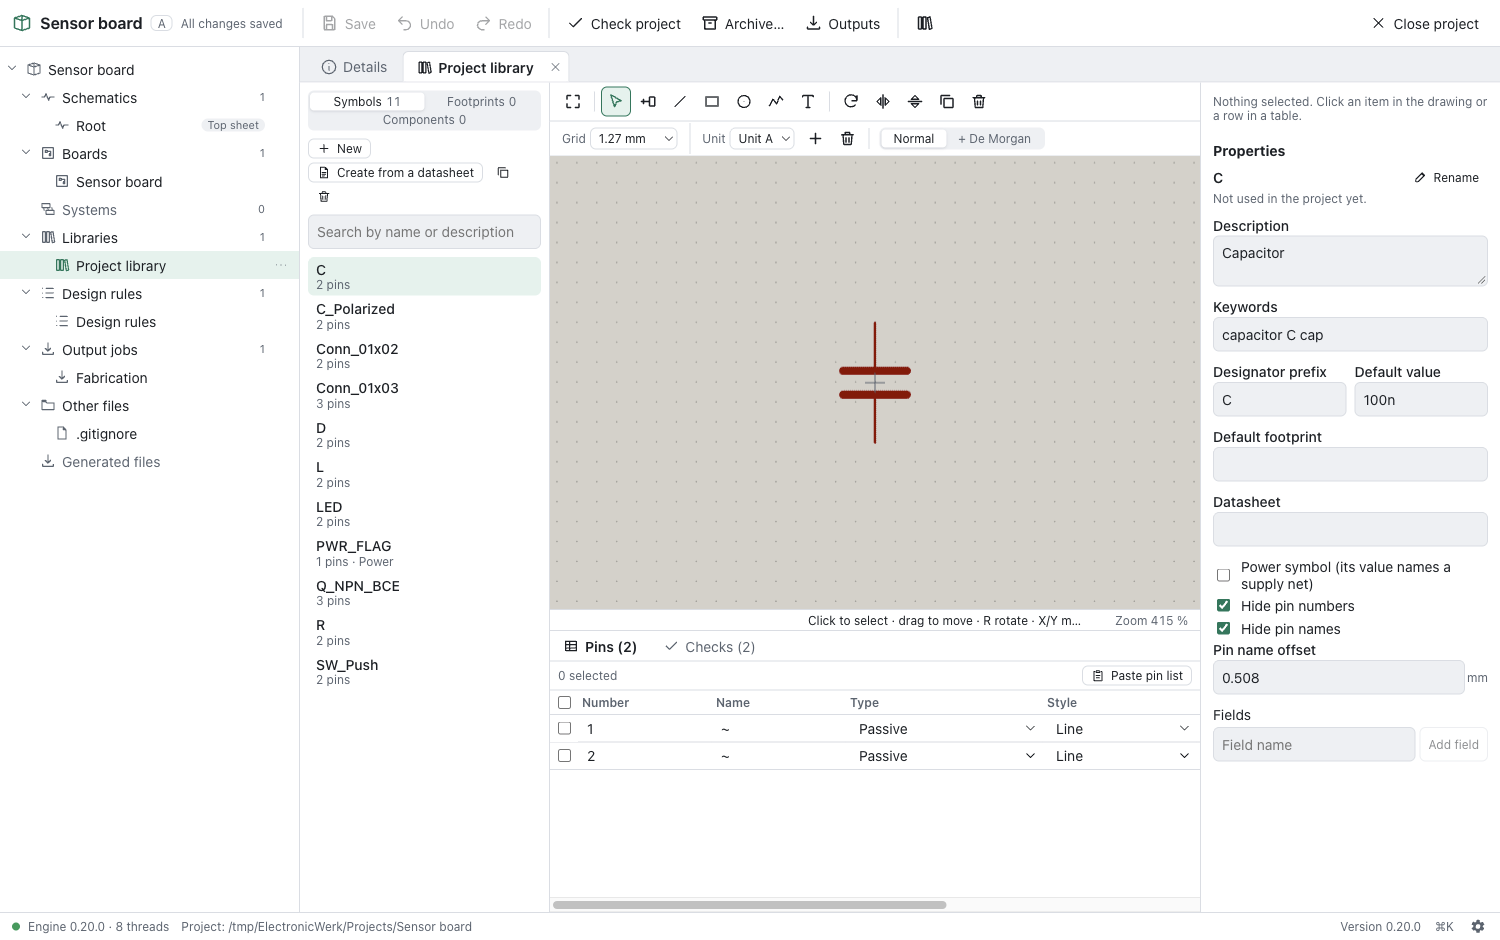 Sensor board A All changes saved Save Undo Redo Check project Archive... Outputs Close project
Sensor board
Schematics 1
Root Top sheet
Boards 1
Sensor board
Systems 0
Libraries 1
Project library ...
Design rules 1
Design rules
Output jobs 1
Fabrication
Other files
.gitignore
Generated files
Details Project library
Symbols 11 Footprints 0
Components 0
New
Create from a datasheet
Search by name or description
C
2 pins
C_Polarized
2 pins
Conn_01x02
2 pins
Conn_01x03
3 pins
D
2 pins
L
2 pins
LED
2 pins
PWR_FLAG
1 pins · Power
Q_NPN_BCE
3 pins
R
2 pins
SW_Push
2 pins
Grid 1.27 mm Unit Unit A Normal + De Morgan
Click to select · drag to move · R rotate · X/Y m... Zoom 415 %
Pins (2) Checks (2)
0 selected Paste pin list
Number Name Type Style
1 ~ Passive Line
2 ~ Passive Line
Nothing selected. Click an item in the drawing or
a row in a table.
Properties
C Rename
Not used in the project yet.
Description
Capacitor
Keywords
capacitor C cap
Designator prefix Default value
C 100n
Default footprint
Datasheet
Power symbol (its value names a
supply net)
Hide pin numbers
Hide pin names
Pin name offset
0.508 mm
Fields
Field name Add field
Engine 0.20.0 · 8 threads Project: /tmp/ElectronicWerk/Projects/Sensor board Version 0.20.0 ⌘K